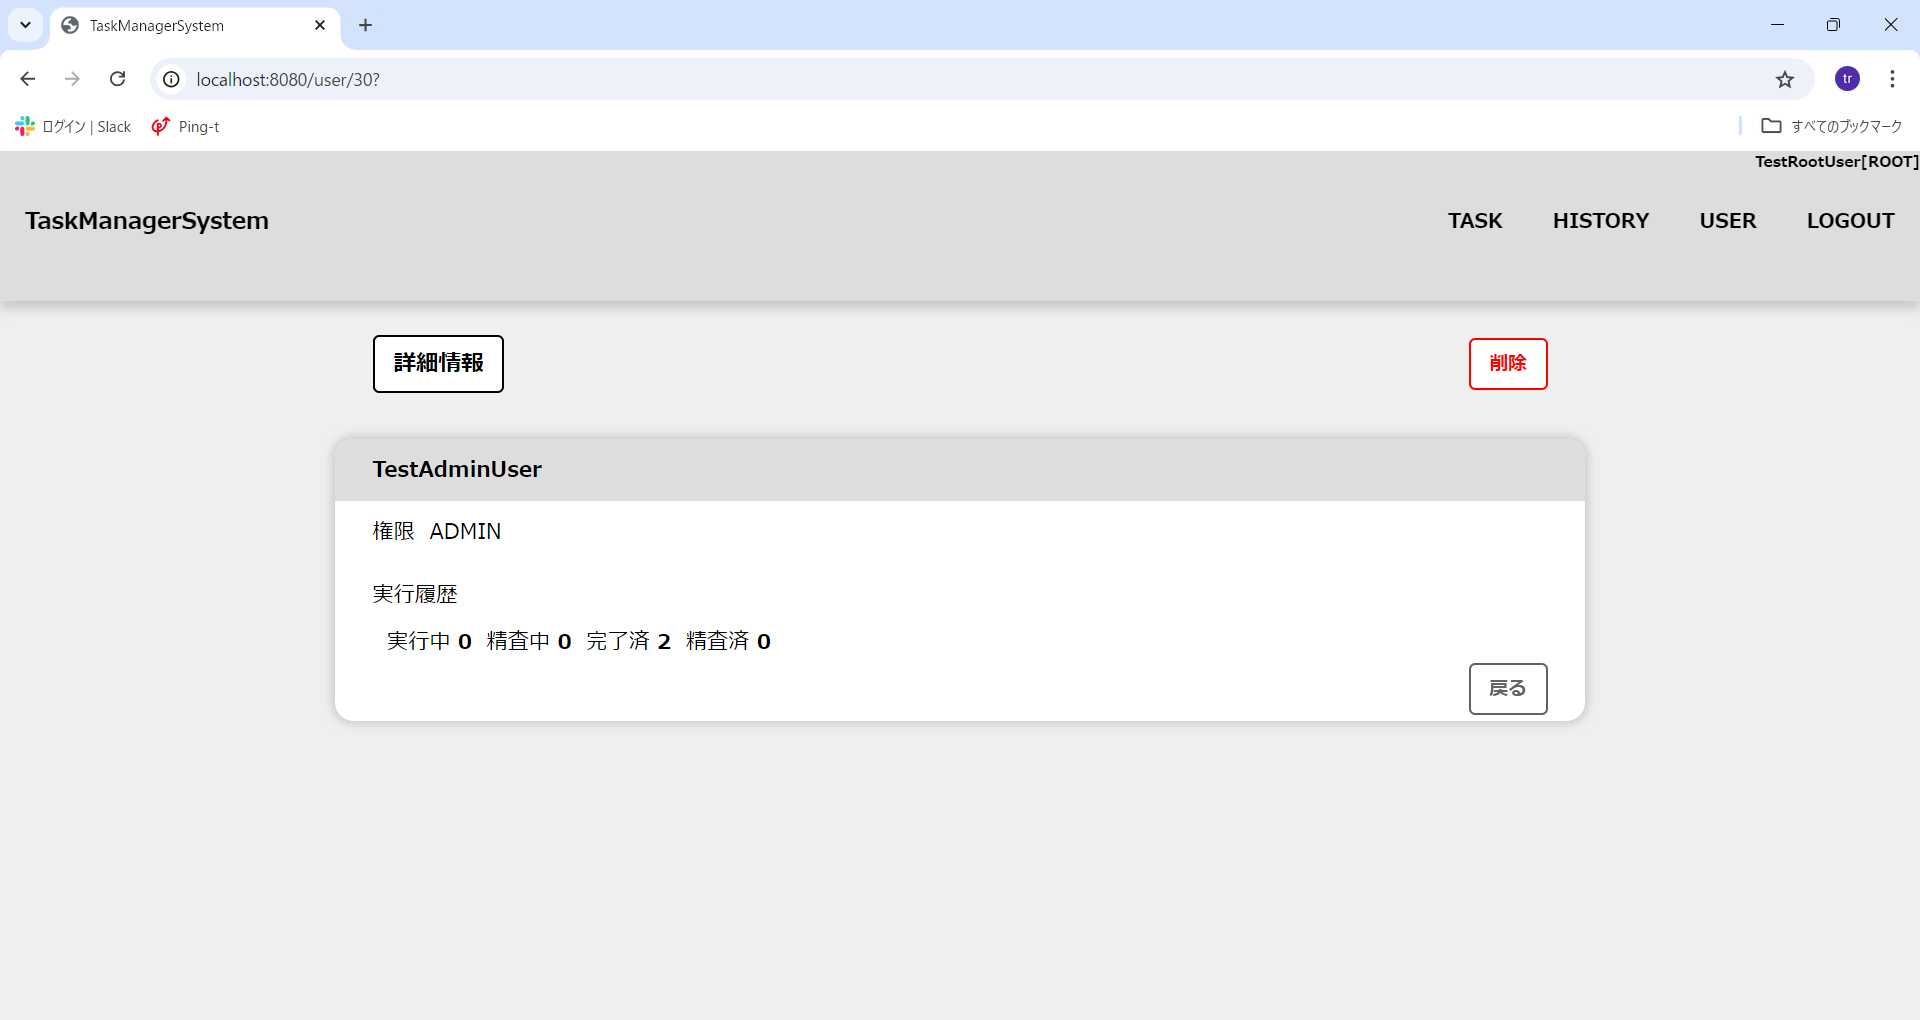 TaskManagerSystem
localhost:8080/user/30?
tr
ログイン | Slack
Ping-t
すべてのブックマーク
TestRootUser[ROOT]
TaskManagerSystem
TASK
HISTORY
USER
LOGOUT
詳細情報
削除
TestAdminUser
権限 ADMIN
実行履歴
実行中 0 精査中 0 完了済 2 精査済 0
戻る